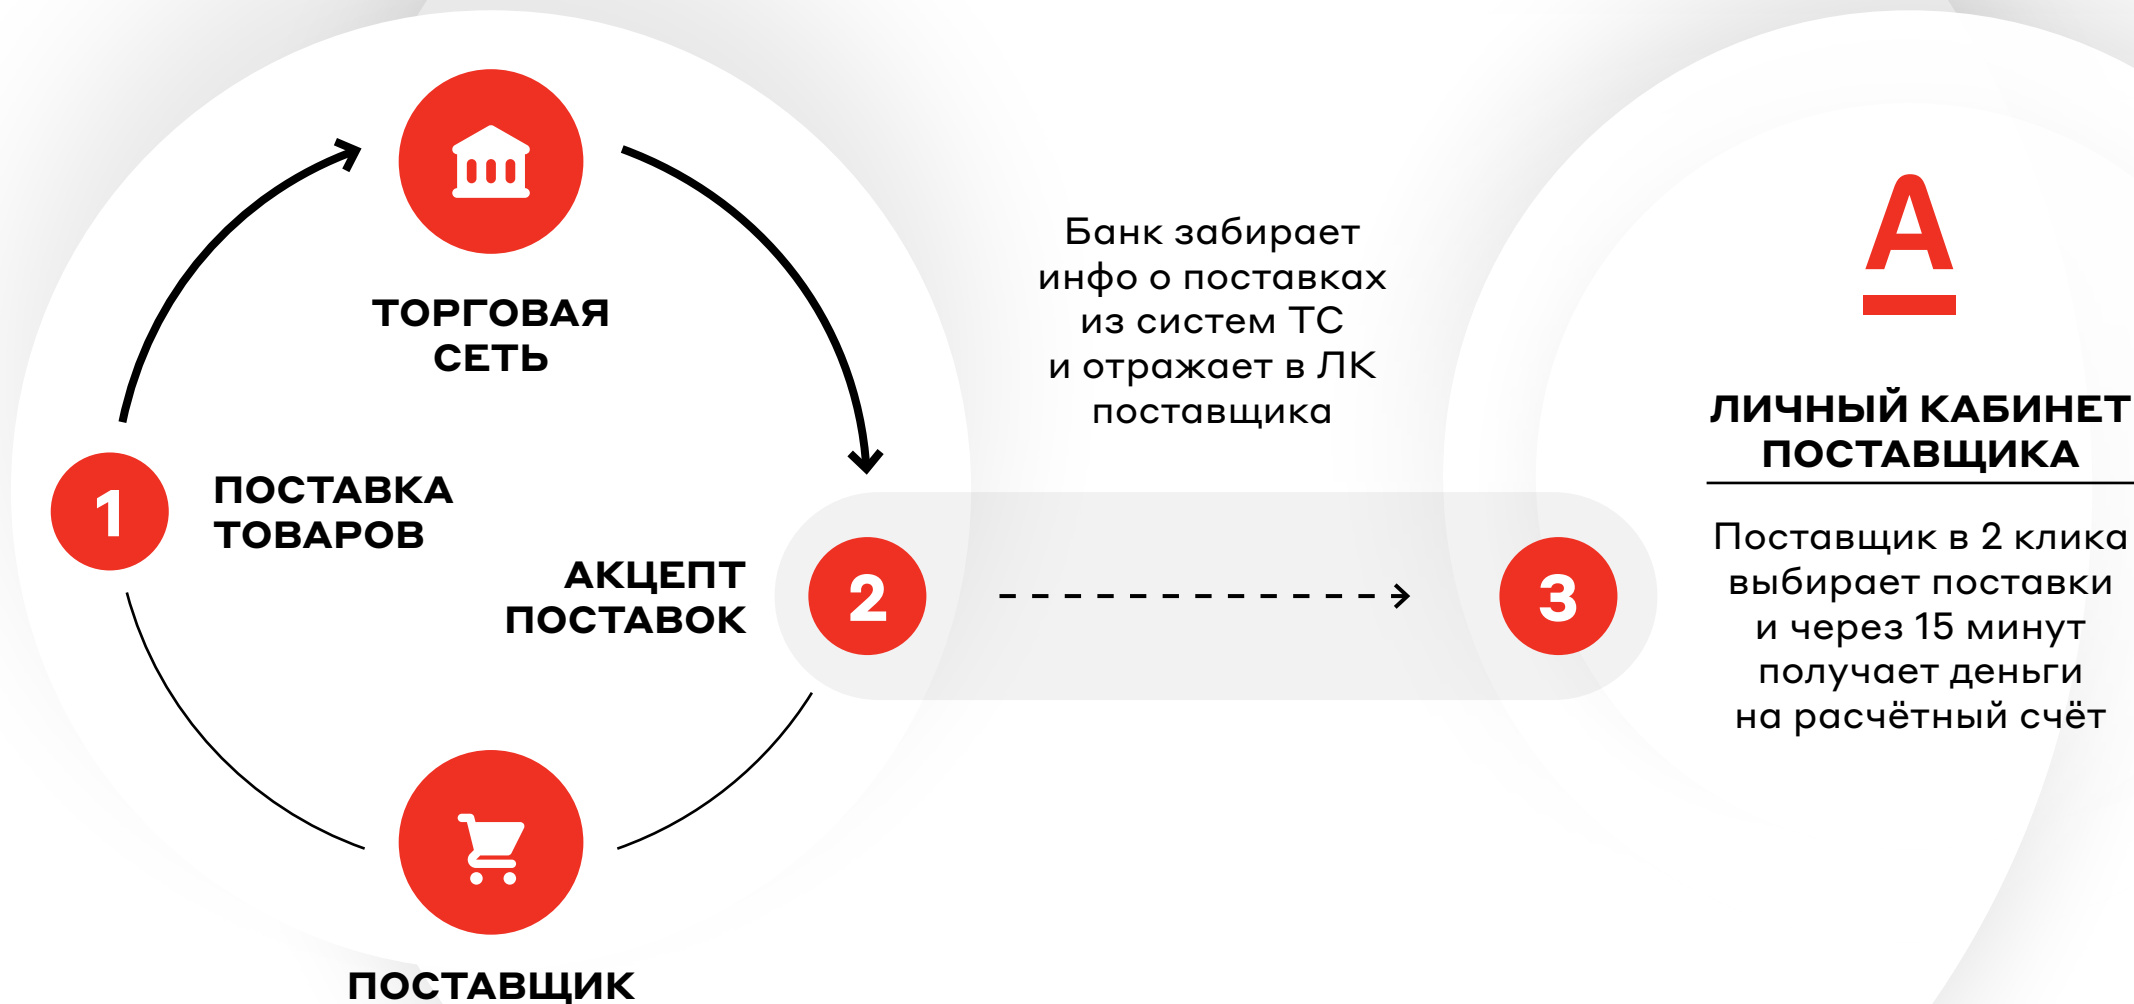 ТОРГОВАЯ
СЕТЬ
1
ПОСТАВКА
ТОВАРОВ
АКЦЕПТ
ПОСТАВОК
2
ПОСТАВЩИК
Банк забирает
инфо о поставках
из систем ТС
и отражает в ЛК
поставщика
3
А
ЛИЧНЫЙ КАБИНЕТ
ПОСТАВЩИКА
Поставщик в 2 клика
выбирает поставки
и через 15 минут
получает деньги
на расчётный счёт